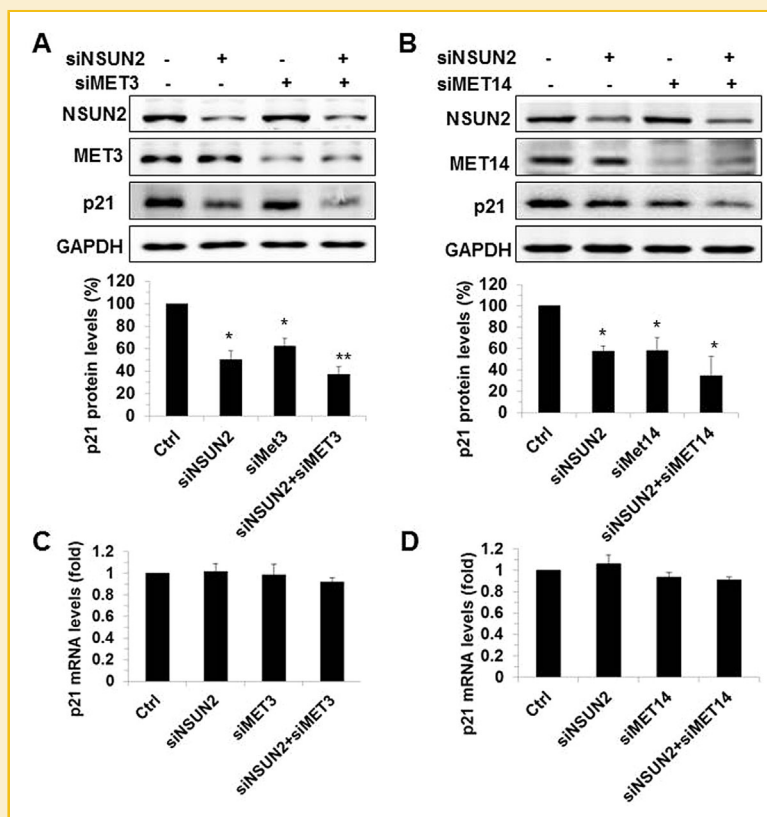 A
siNSUN2 - + - +
siMET3 - - + +
NSUN2
MET3
p21
GAPDH
p21 protein levels (%)
120
100
80
60
40
20
0
*
*
**
Ctrl
siNSUN2
siMet3
siNSUN2+siMET3
B
siNSUN2 - + - +
siMET14 - - + +
NSUN2
MET14
p21
GAPDH
p21 protein levels (%)
120
100
80
60
40
20
0
*
*
*
Ctrl
siNSUN2
siMet14
siNSUN2+siMET14
C
p21 mRNA levels (fold)
1.2
1
0.8
0.6
0.4
0.2
0
Ctrl
siNSUN2
siMET3
siNSUN2+siMET3
D
p21 mRNA levels (fold)
1.2
1
0.8
0.6
0.4
0.2
0
Ctrl
siNSUN2
siMET14
siNSUN2+siMET14